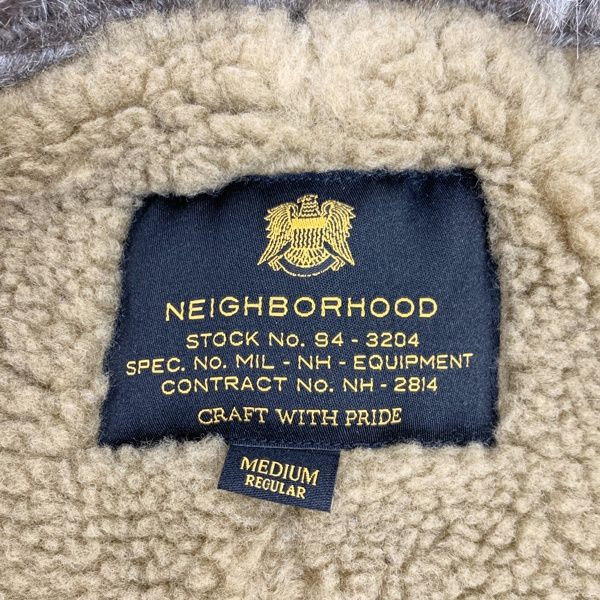 NEIGHBORHOOD
STOCK No. 94 - 3204
SPEC. No. MIL - NH - EQUIPMENT
CONTRACT No. NH - 2814
CRAFT WITH PRIDE
MEDIUM
REGULAR